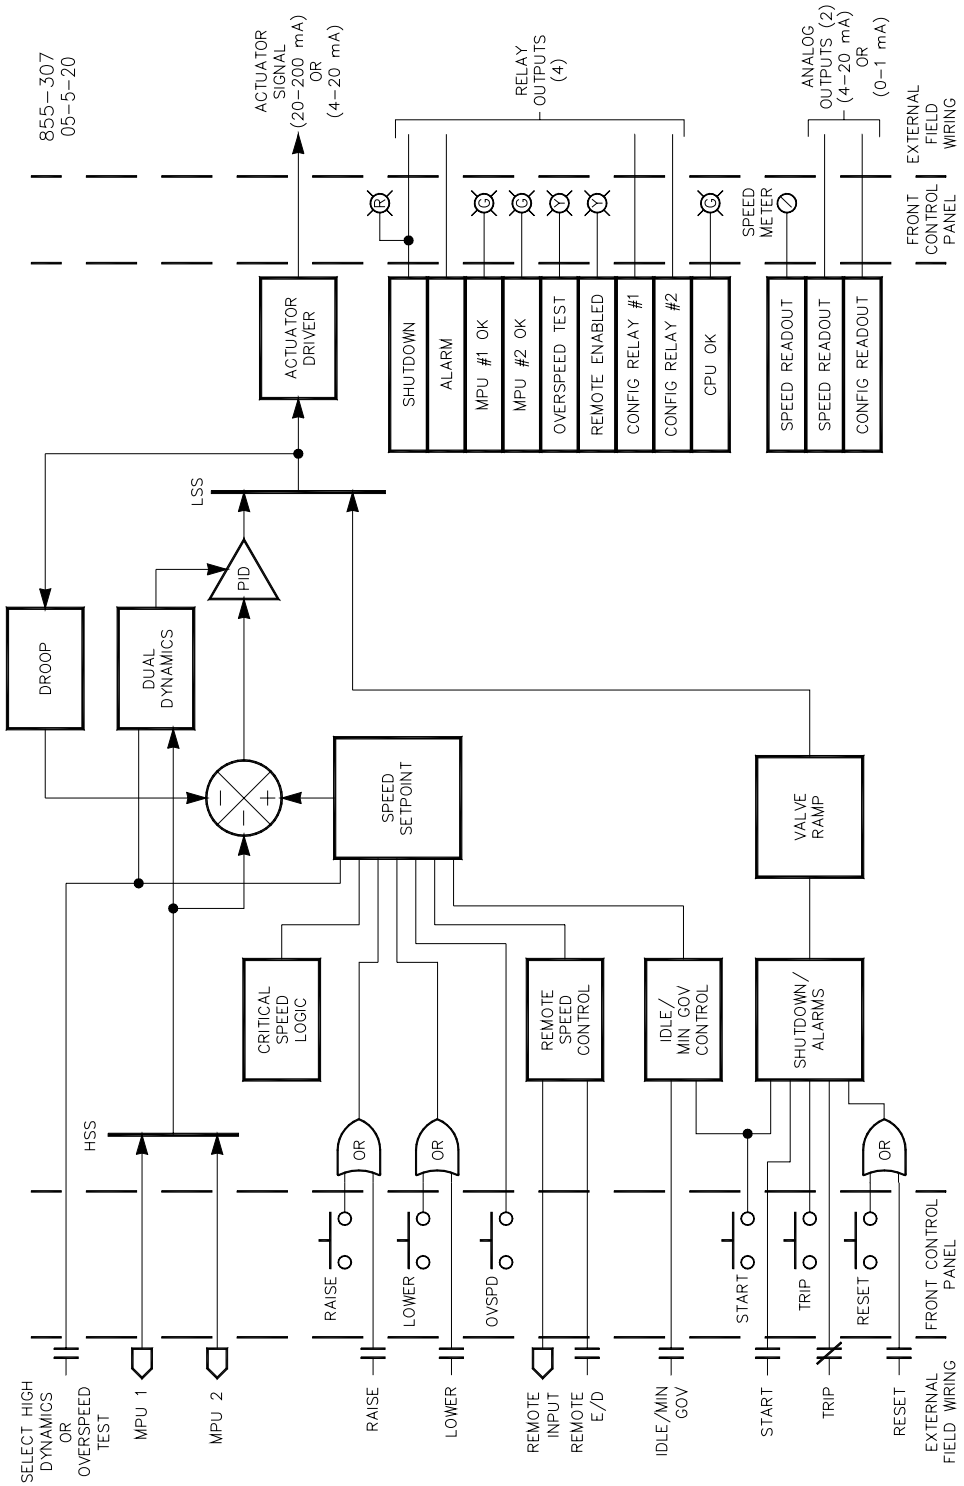 855-307
05-5-20
SELECT HIGH
DYNAMICS
OR
OVERSPEED
TEST
MPU 1
MPU 2
RAISE
LOWER
REMOTE
INPUT
REMOTE
E/D
IDLE/MIN
GOV
START
TRIP
RESET
EXTERNAL
FIELD WIRING
RAISE
LOWER
OVSPD
START
TRIP
RESET
FRONT CONTROL
PANEL
HSS
OR
OR
OR
CRITICAL
SPEED
LOGIC
REMOTE
SPEED
CONTROL
IDLE/
MIN GOV
CONTROL
SHUTDOWN/
ALARMS
DROOP
DUAL
DYNAMICS
−
−
+
SPEED
SETPOINT
VALVE
RAMP
PID
LSS
ACTUATOR
DRIVER
SHUTDOWN
ALARM
MPU #1 OK
MPU #2 OK
OVERSPEED TEST
REMOTE ENABLED
CONFIG RELAY #1
CONFIG RELAY #2
CPU OK
SPEED READOUT
SPEED READOUT
CONFIG READOUT
R
G
G
Y
Y
G
SPEED
METER
FRONT
CONTROL
PANEL
ACTUATOR
SIGNAL
(20-200 mA)
OR
(4-20 mA)
RELAY
OUTPUTS
(4)
ANALOG
OUTPUTS (2)
(4-20 mA)
OR
(0-1 mA)
EXTERNAL
FIELD
WIRING